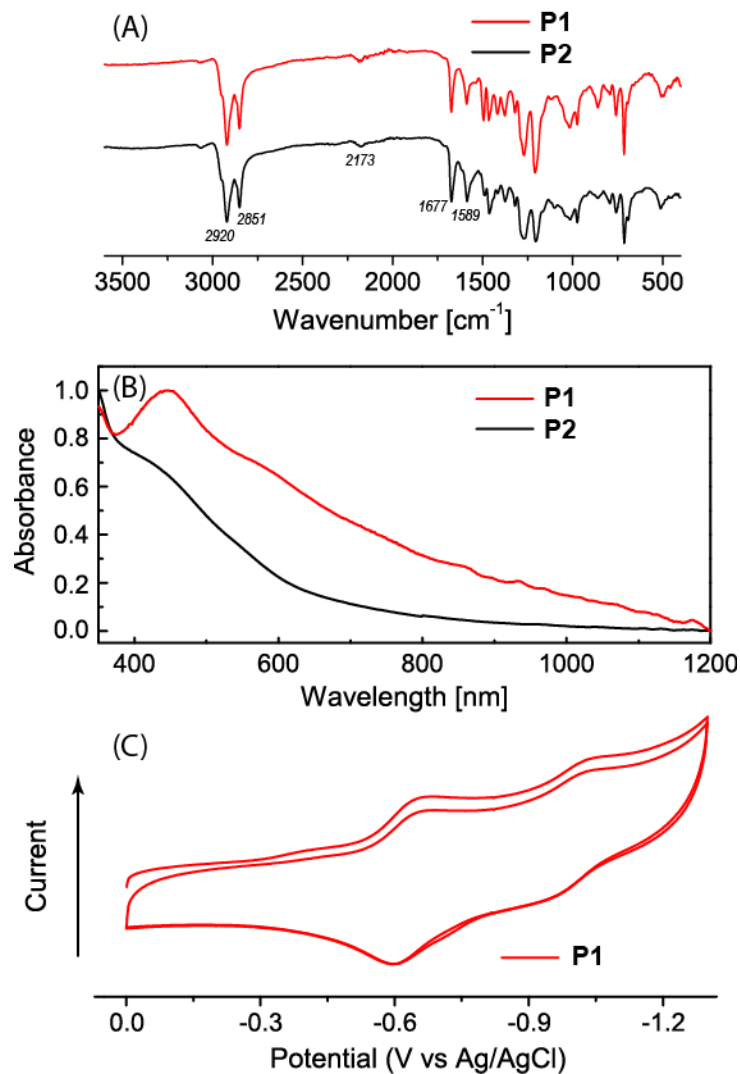 (A)
P1
P2
2173
1677
1589
2851
2920
3500 3000 2500 2000 1500 1000 500
Wavenumber [cm⁻¹]
(B)
P1
P2
1.0
0.8
0.6
0.4
0.2
0.0
Absorbance
400 600 800 1000 1200
Wavelength [nm]
(C)
Current
P1
0.0 -0.3 -0.6 -0.9 -1.2
Potential (V vs Ag/AgCl)